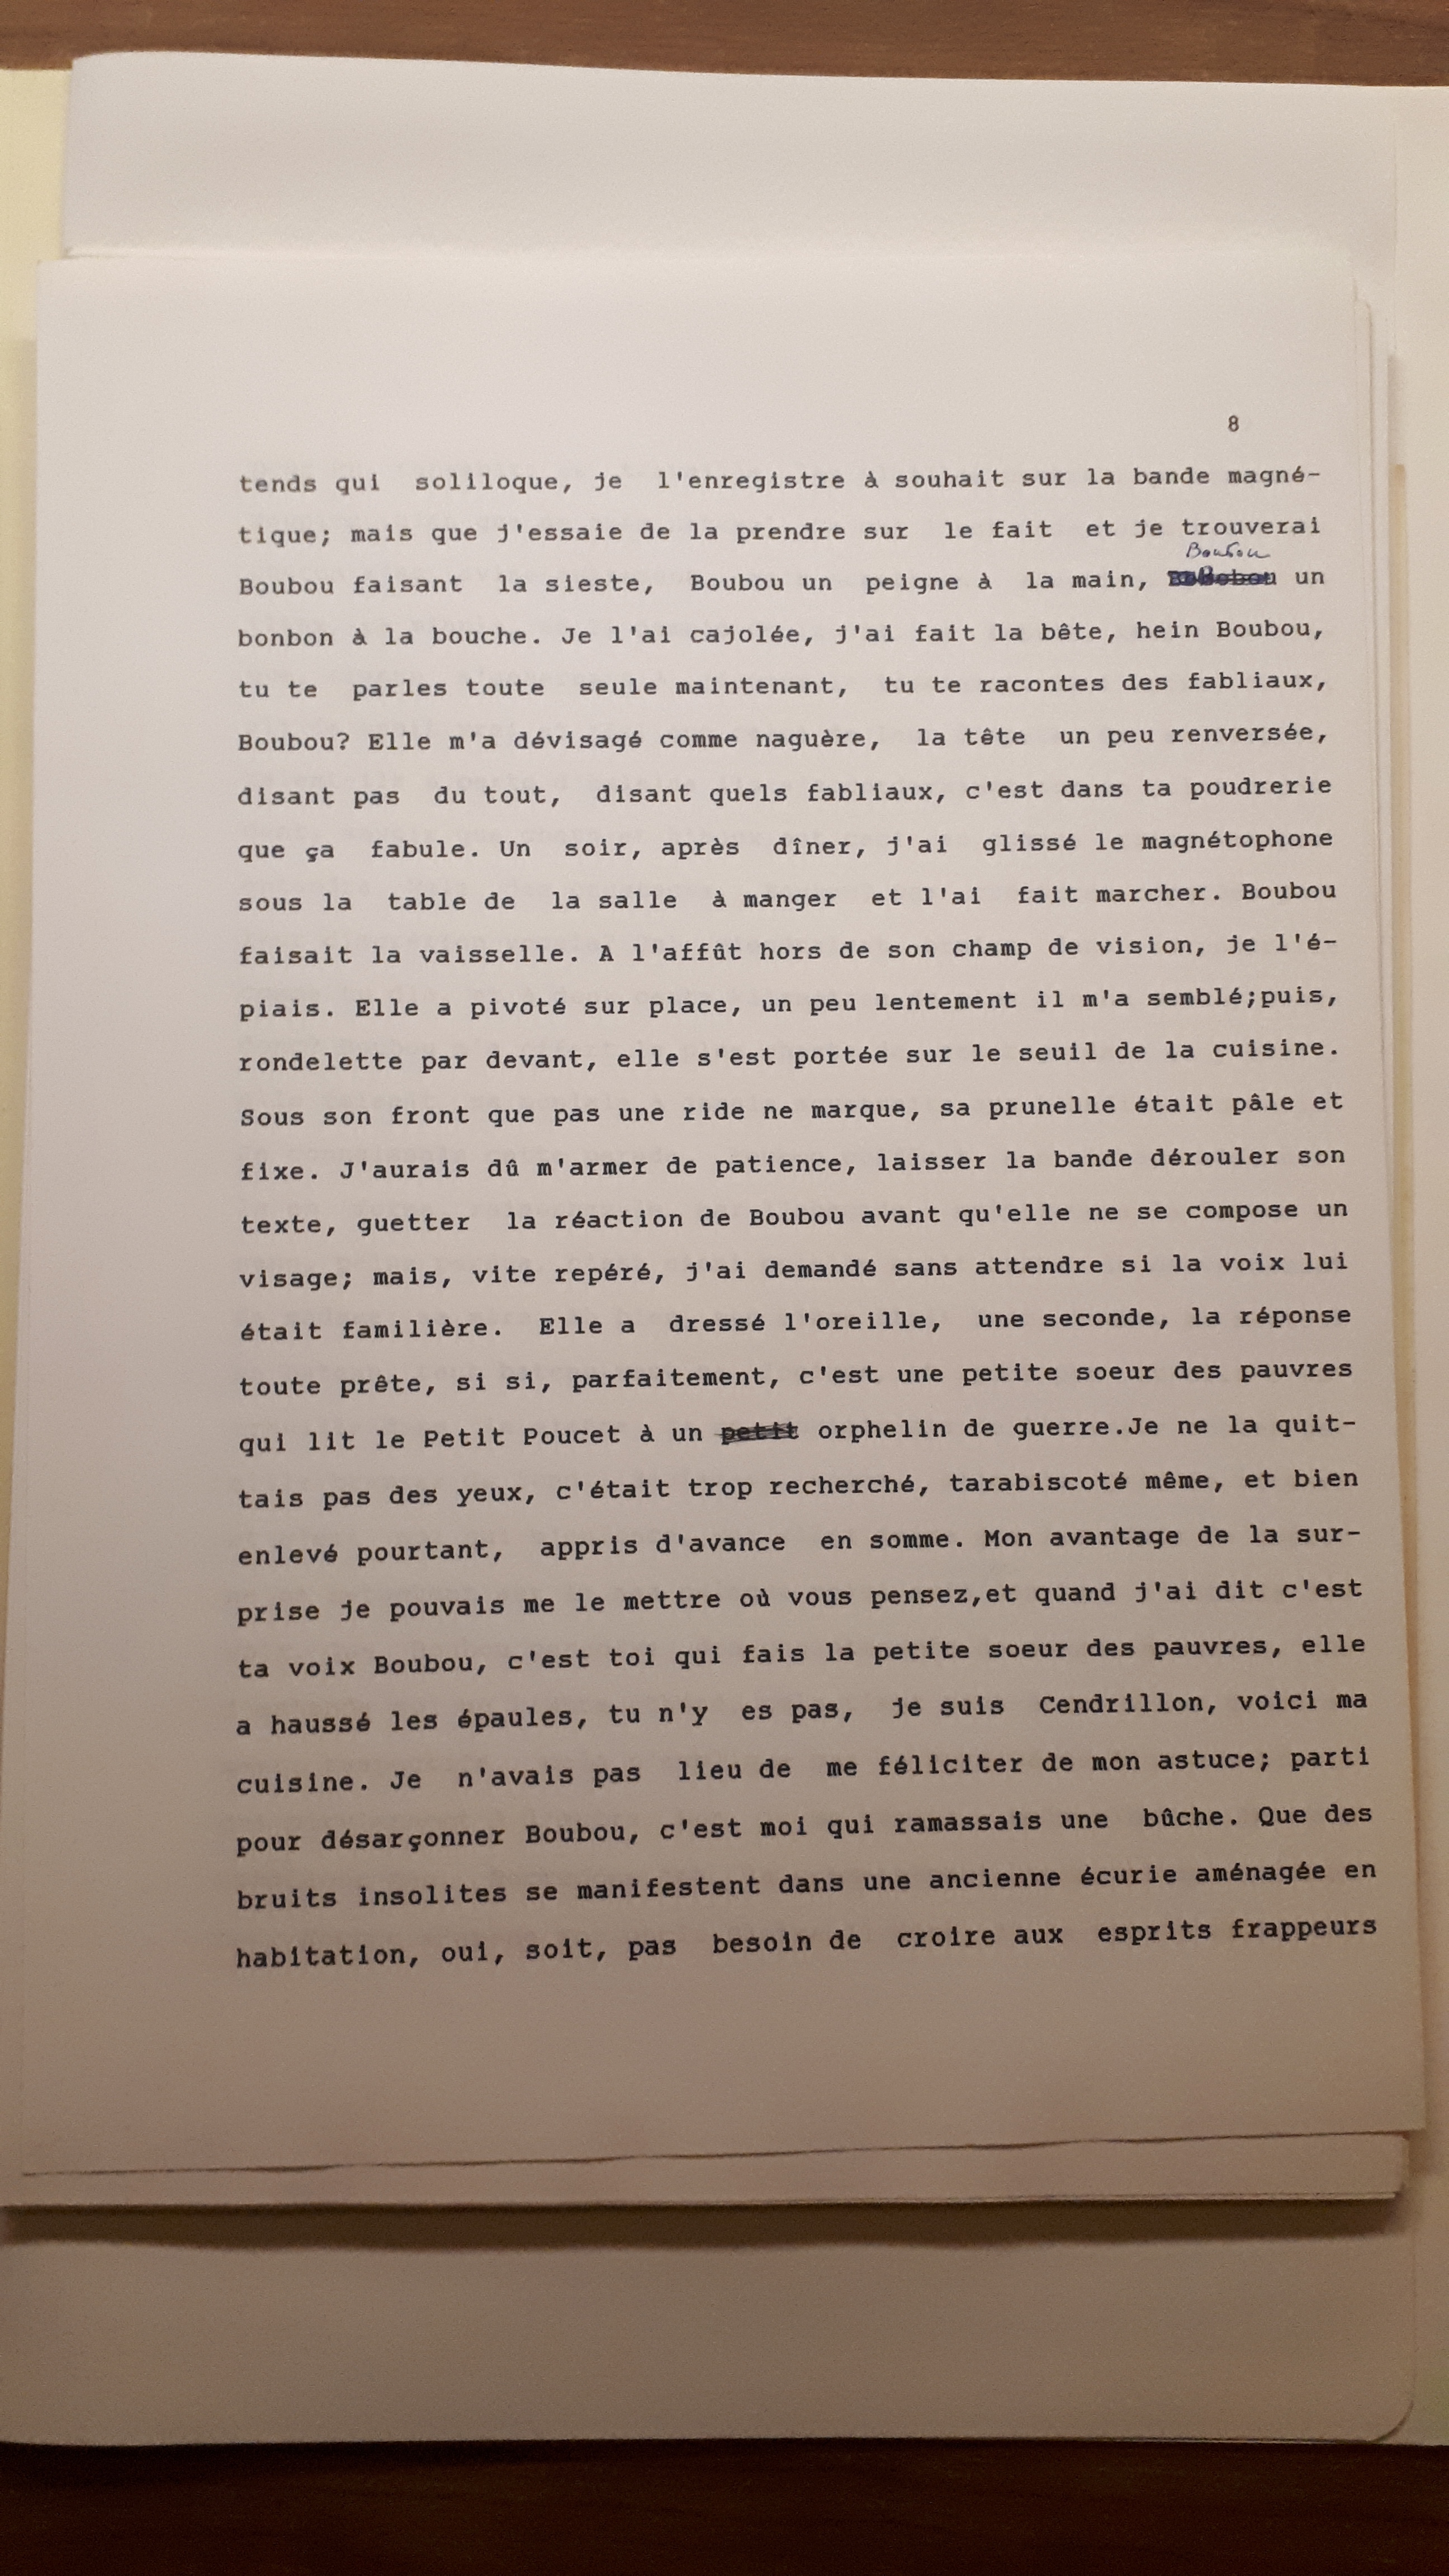 8
tends qui soliloque, je l'enregistre à souhait sur la bande magné-
tique; mais que j'essaie de la prendre sur le fait et je trouverai
Boubou
Boubou faisant la sieste, Boubou un peigne à la main, un
bonbon à la bouche. Je l'ai cajolée, j'ai fait la bête, hein Boubou,
tu te parles toute seule maintenant, tu te racontes des fabliaux,
Boubou? Elle m'a dévisagé comme naguère, la tête un peu renversée,
disant pas du tout, disant quels fabliaux, c'est dans ta poudrerie
que ça fabule. Un soir, après dîner, j'ai glissé le magnétophone
sous la table de la salle à manger et l'ai fait marcher. Boubou
faisait la vaisselle. A l'affût hors de son champ de vision, je l'é-
piais. Elle a pivoté sur place, un peu lentement il m'a semblé;puis,
rondelette par devant, elle s'est portée sur le seuil de la cuisine.
Sous son front que pas une ride ne marque, sa prunelle était pâle et
fixe. J'aurais dû m'armer de patience, laisser la bande dérouler son
texte, guetter la réaction de Boubou avant qu'elle ne se compose un
visage; mais, vite repéré, j'ai demandé sans attendre si la voix lui
était familière. Elle a dressé l'oreille, une seconde, la réponse
toute prête, si si, parfaitement, c'est une petite soeur des pauvres
qui lit le Petit Poucet à un petit orphelin de guerre.Je ne la quit-
tais pas des yeux, c'était trop recherché, tarabiscoté même, et bien
enlevé pourtant, appris d'avance en somme. Mon avantage de la sur-
prise je pouvais me le mettre où vous pensez,et quand j'ai dit c'est
ta voix Boubou, c'est toi qui fais la petite soeur des pauvres, elle
a haussé les épaules, tu n'y es pas, je suis Cendrillon, voici ma
cuisine. Je n'avais pas lieu de me féliciter de mon astuce; parti
pour désarçonner Boubou, c'est moi qui ramassais une bûche. Que des
bruits insolites se manifestent dans une ancienne écurie aménagée en
habitation, oui, soit, pas besoin de croire aux esprits frappeurs